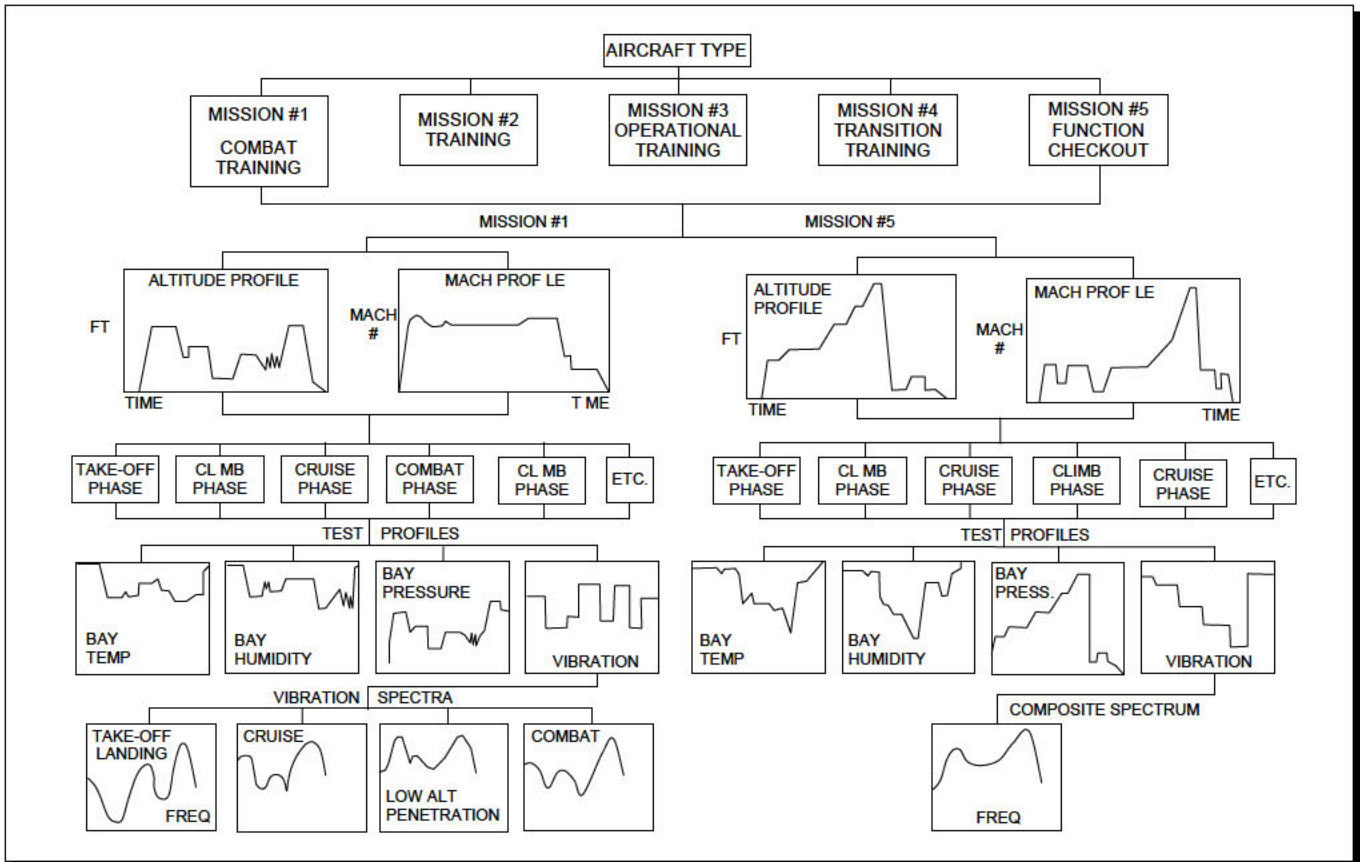 AIRCRAFT TYPE
MISSION #1
COMBAT
TRAINING
MISSION #2
TRAINING
MISSION #3
OPERATIONAL
TRAINING
MISSION #4
TRANSITION
TRAINING
MISSION #5
FUNCTION
CHECKOUT
MISSION #1
MISSION #5
ALTITUDE PROFILE
FT
TIME
MACH PROF LE
MACH
#
T ME
ALTITUDE
PROFILE
FT
TIME
MACH PROF LE
MACH
#
TIME
TAKE-OFF
PHASE
CL MB
PHASE
CRUISE
PHASE
COMBAT
PHASE
CL MB
PHASE
ETC.
TAKE-OFF
PHASE
CL MB
PHASE
CRUISE
PHASE
CLIMB
PHASE
CRUISE
PHASE
ETC.
TEST PROFILES
BAY
TEMP
BAY
HUMIDITY
BAY
PRESSURE
VIBRATION
TEST PROFILES
BAY
TEMP
BAY
HUMIDITY
BAY
PRESS.
VIBRATION
VIBRATION SPECTRA
TAKE-OFF
LANDING
FREQ
CRUISE
LOW ALT
PENETRATION
COMBAT
COMPOSITE SPECTRUM
FREQ